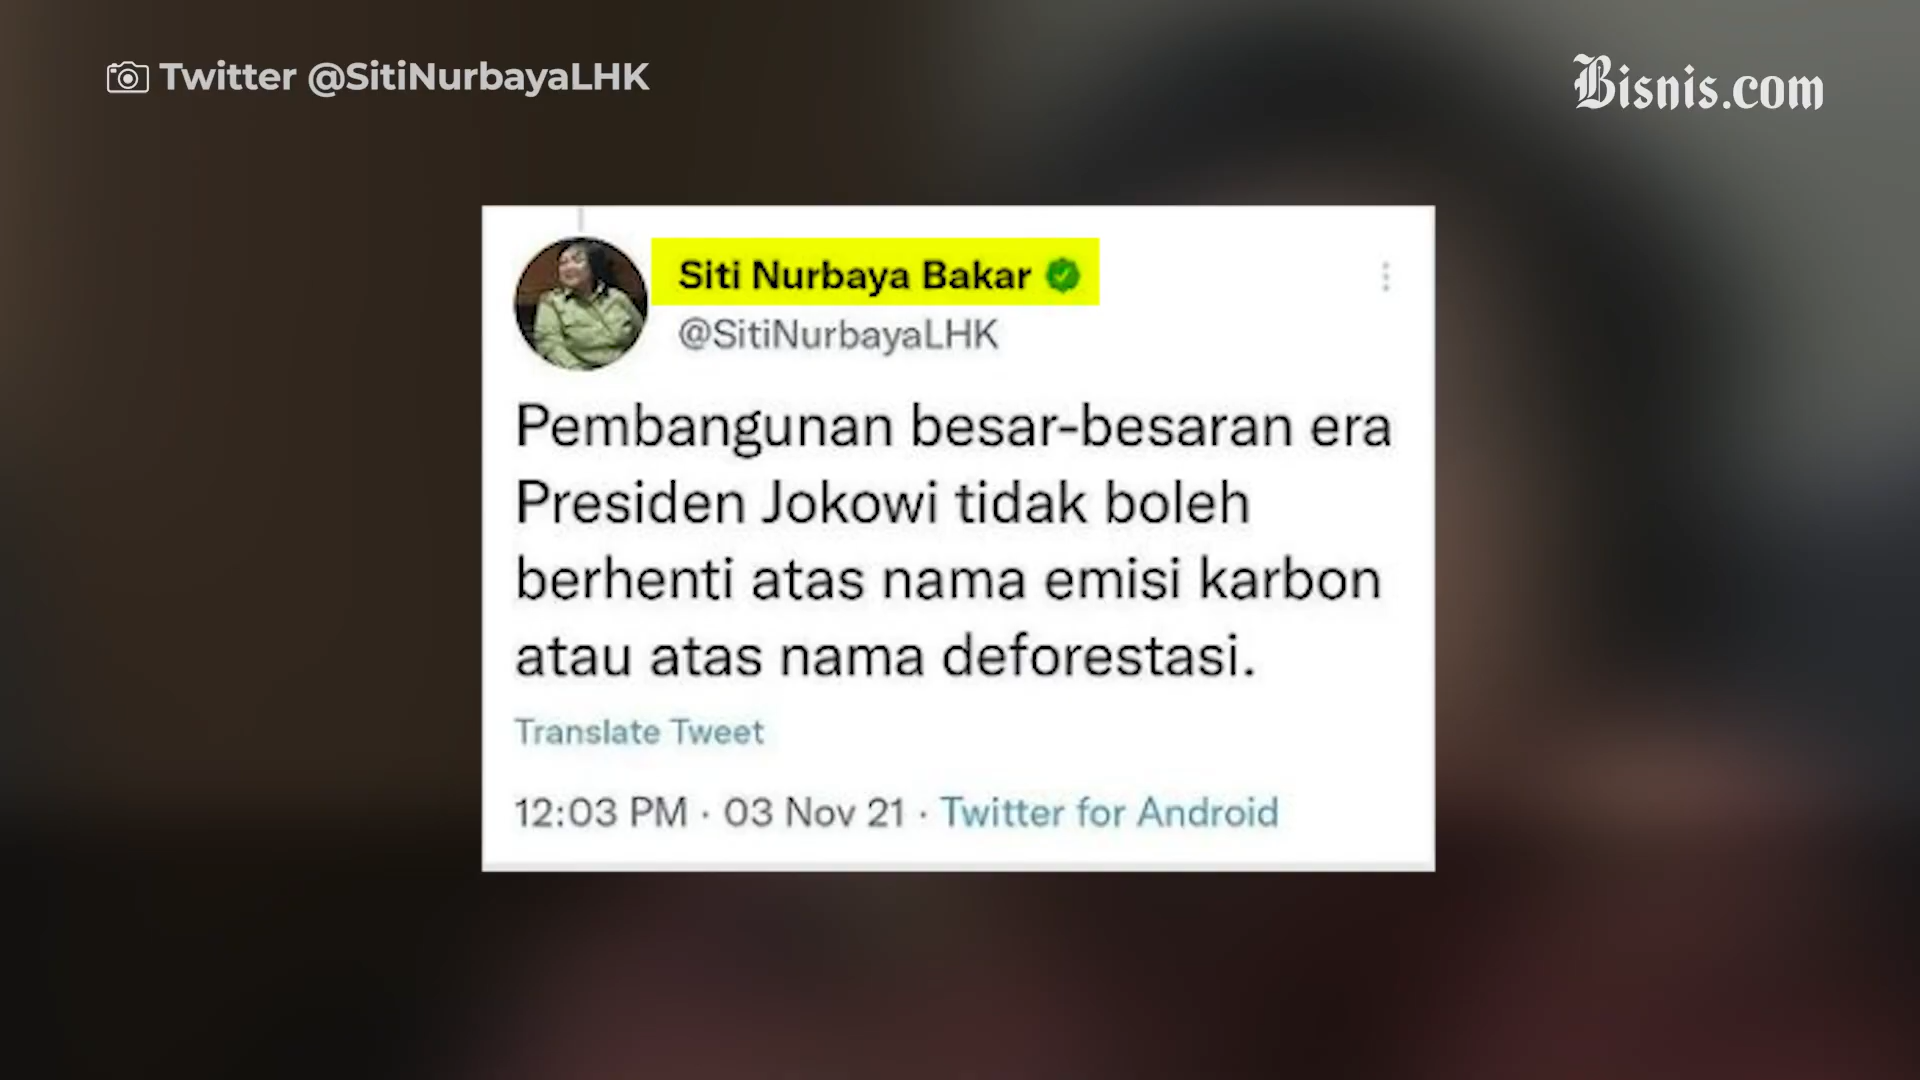 Twitter @SitiNurbayaLHK
Bisnis.com
Siti Nurbaya Bakar
@SitiNurbayaLHK
Pembangunan besar-besaran era
Presiden Jokowi tidak boleh
berhenti atas nama emisi karbon
atau atas nama deforestasi.
Translate Tweet
12:03 PM · 03 Nov 21 · Twitter for Android